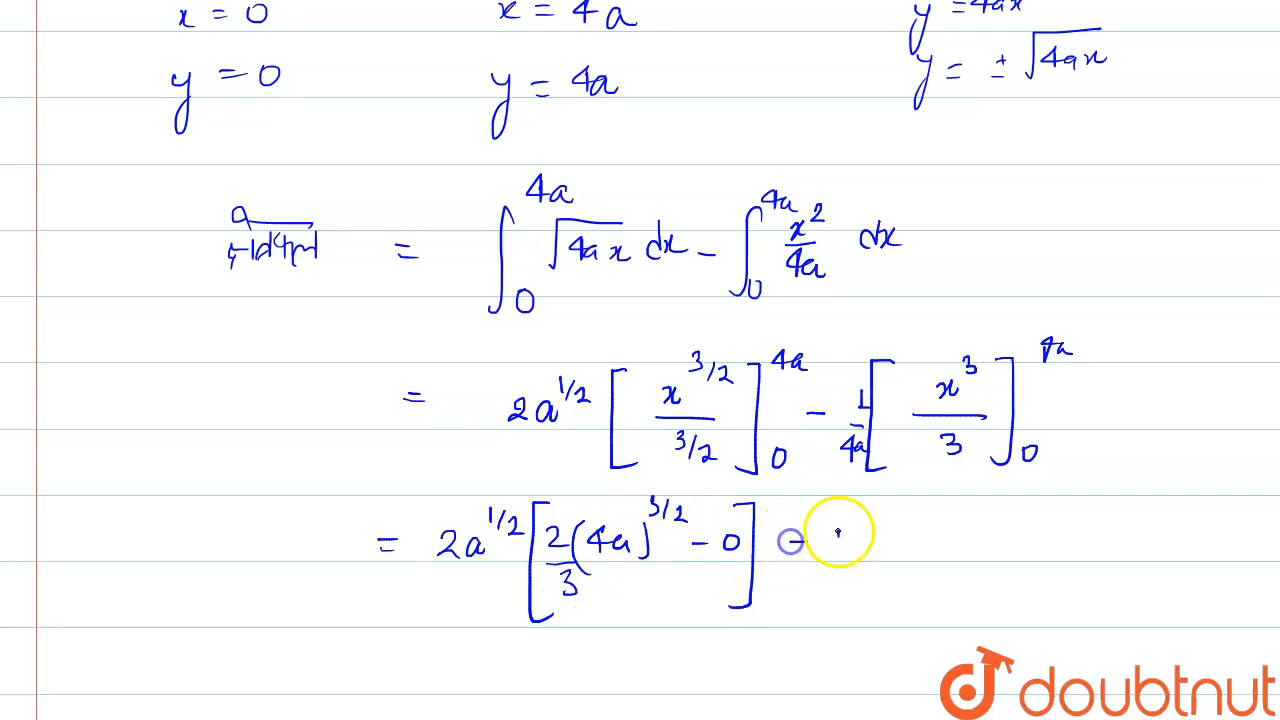 x = 0 x = 4a y = 4ax
y = 0 y = 4a y = ± √4ax
= ∫₀^4a √4ax dx - ∫₀^4a x²/4a dx
= 2a^1/2 [x^3/2 / 3/2]₀^4a - 1/4a [x³/3]₀^4a
= 2a^1/2 [2/3 (4a)^3/2 - 0] -
doubtnut